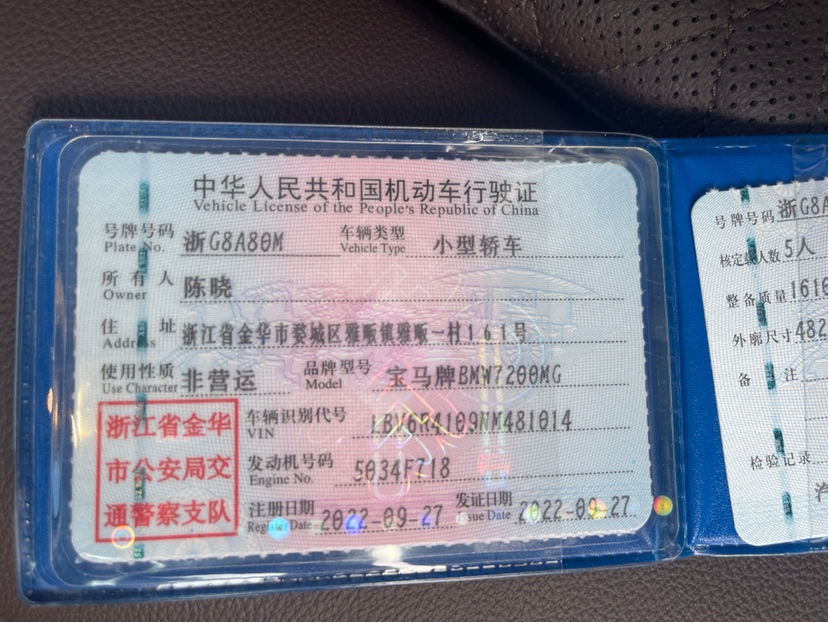 中华人民共和国机动车行驶证
Vehicle License of the People's Republic of China
号牌号码 浙G8A80M 车辆类型 小型轿车
Plate No. Vehicle Type
所有人 陈晓
Owner
住址 浙江省金华市婺城区雅畈镇雅畈一村161号
Address
使用性质 非营运 品牌型号 宝马牌BMW7200MG
Use Character Model
浙江省金华
市公安局交
通警察支队
车辆识别代号 LBV6R4109NM481014
VIN
发动机号码 5034F718
Engine No.
注册日期 2022-09-27 发证日期 2022-09-27
Register Date Issue Date
号牌号码 浙G8A
核定载人数 5人
整备质量 1610
外廓尺寸 482
备注
检验记录